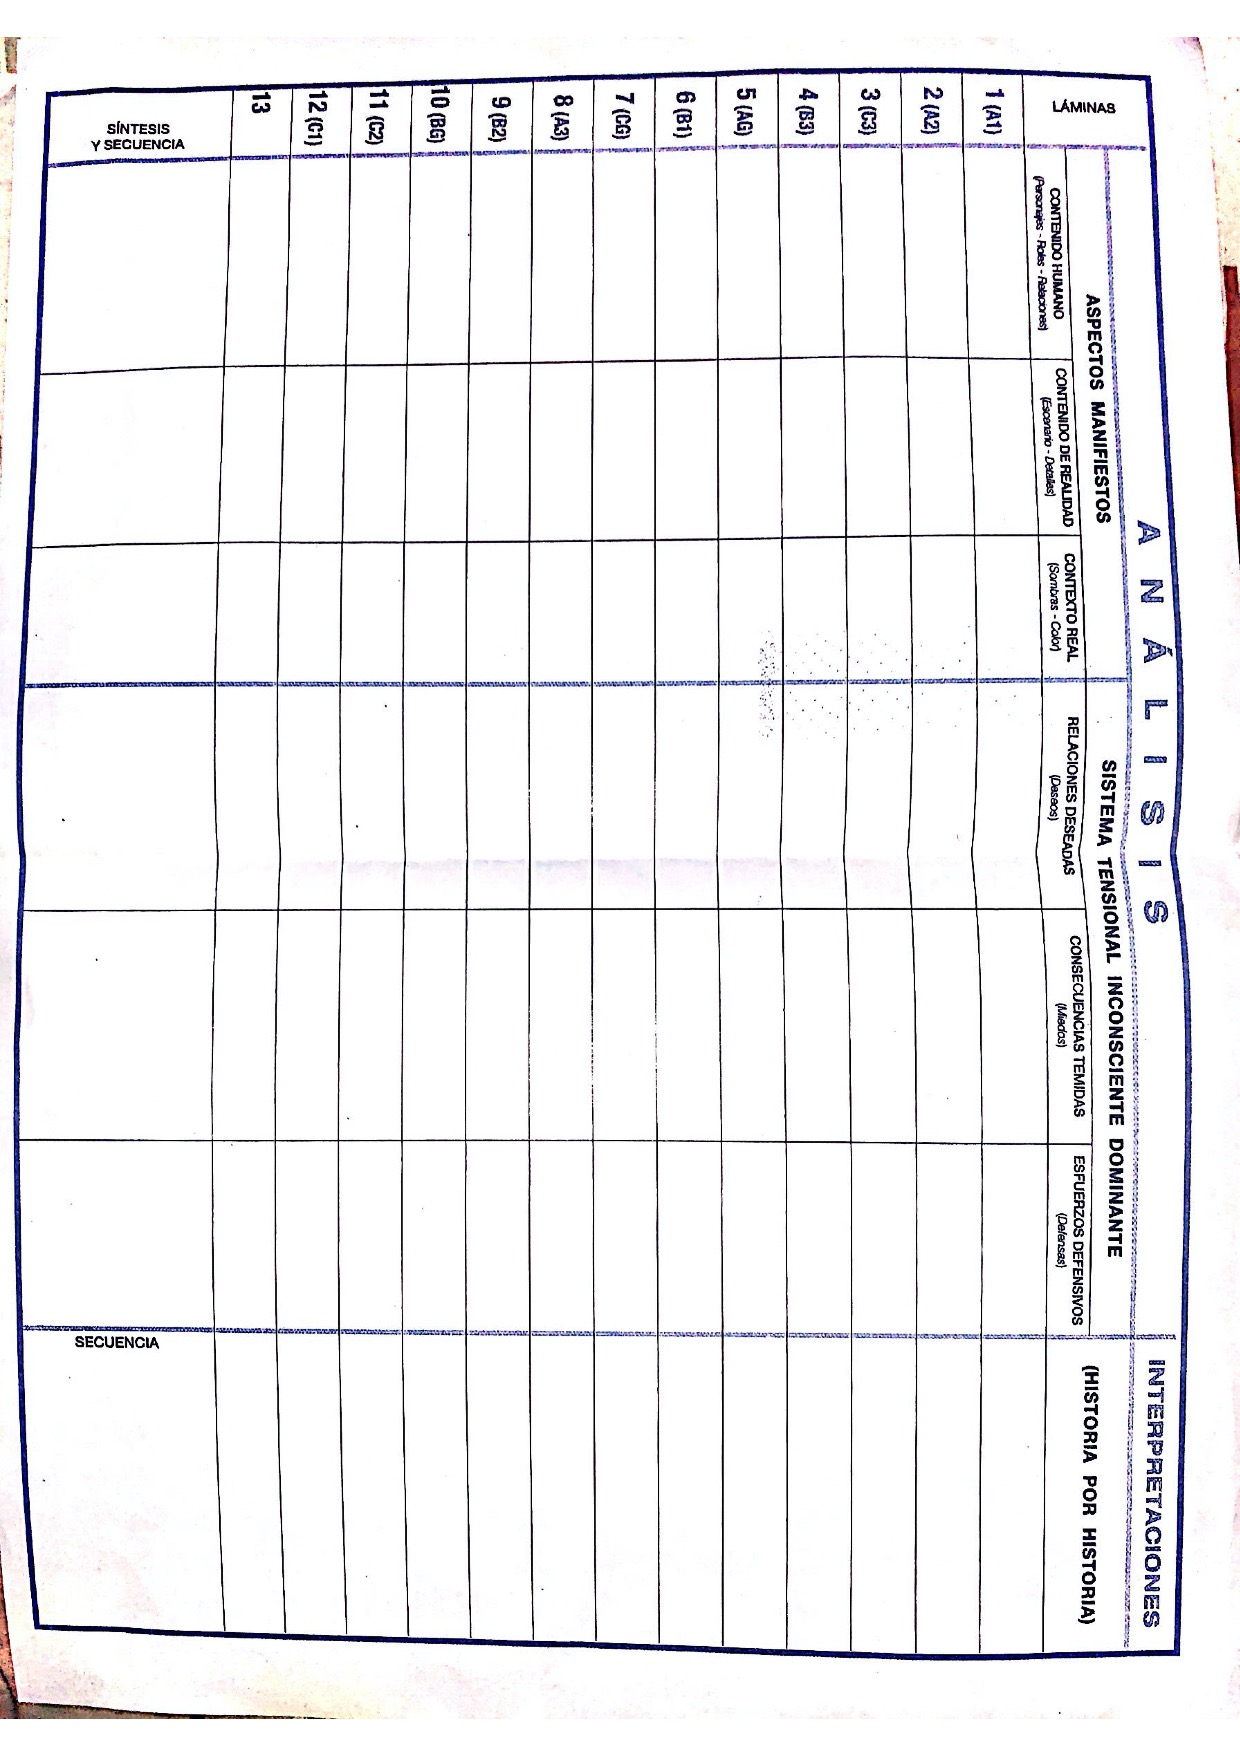 ANÁLISIS
INTERPRETACIONES
ASPECTOS MANIFIESTOS
SISTEMA TENSIONAL INCONSCIENTE DOMINANTE
(HISTORIA POR HISTORIA)
LÁMINAS
CONTENIDO HUMANO
(Personajes - Roles - Relaciones)
CONTENIDO DE REALIDAD
(Escenario - Detalles)
CONTEXTO REAL
(Sombras - Color)
RELACIONES DESEADAS
(Deseos)
CONSECUENCIAS TEMIDAS
(Miedos)
ESFUERZOS DEFENSIVOS
(Defensas)
1 (A1)
2 (A2)
3 (C3)
4 (B3)
5 (AG)
6 (B1)
7 (CG)
8 (A3)
9 (B2)
10 (BG)
11 (C2)
12 (C1)
13
SÍNTESIS
Y SECUENCIA
SECUENCIA